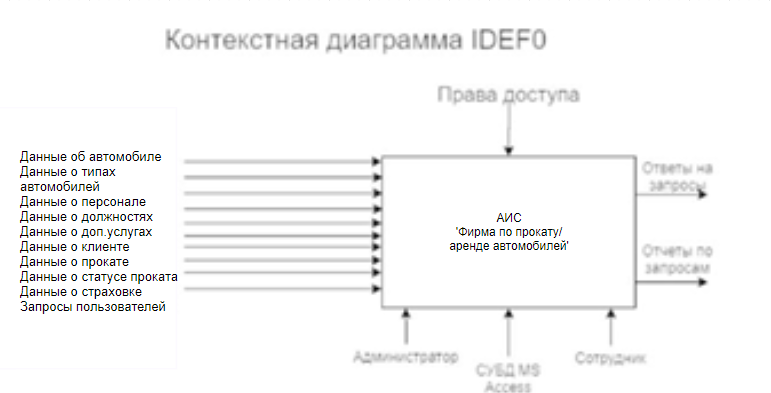 Контекстная диаграмма IDEF0
Права доступа
Данные об автомобиле
Данные о типах
автомобилей
Данные о персонале
Данные о должностях
Данные о доп.услугах
Данные о клиенте
Данные о прокате
Данные о статусе проката
Данные о страховке
Запросы пользователей
АИС
'Фирма по прокату/
аренде автомобилей'
Ответы на
запросы
Отчеты по
запросам
Администратор
СУБД MS
Access
Сотрудник